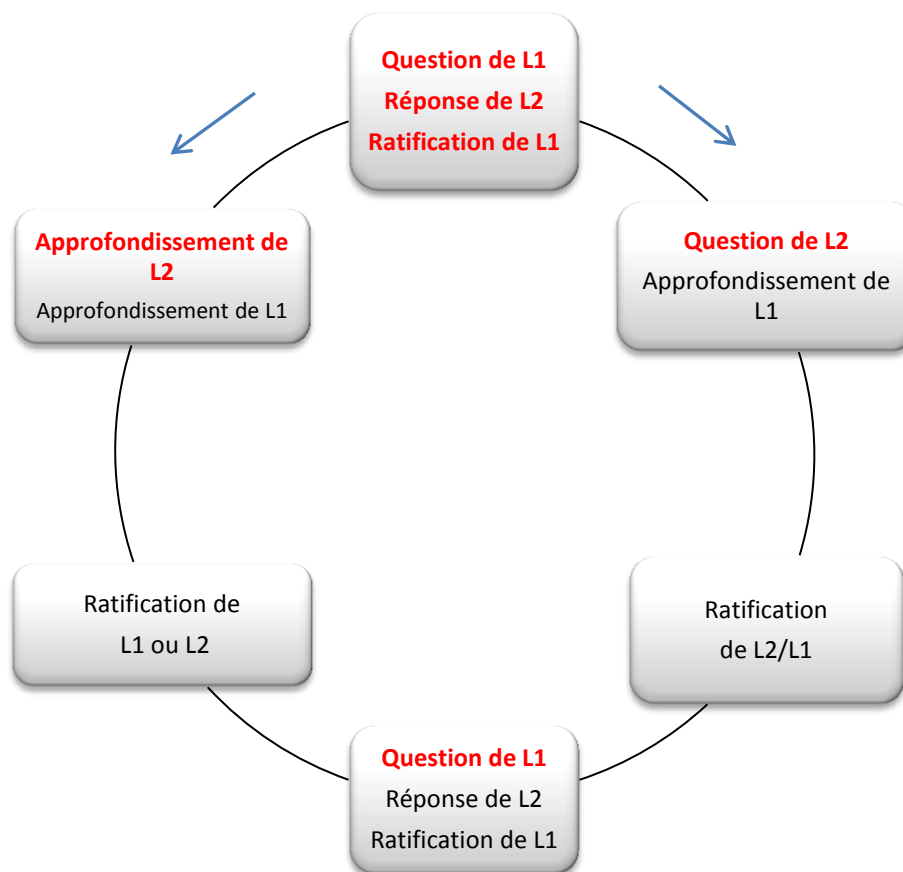 Question de L1
Réponse de L2
Ratification de L1
Approfondissement de
L2
Approfondissement de L1
Question de L2
Approfondissement de
L1
Ratification de
L1 ou L2
Ratification
de L2/L1
Question de L1
Réponse de L2
Ratification de L1